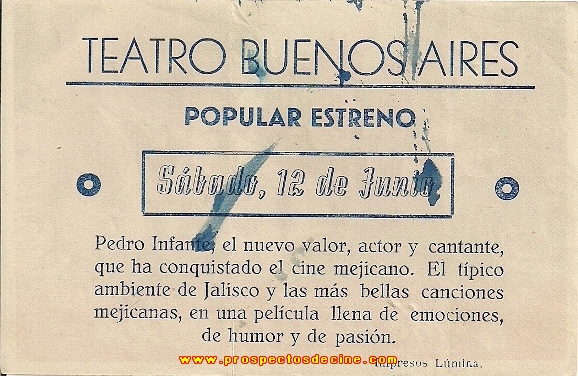 TEATRO BUENOS AIRES
POPULAR ESTRENO
Sábado, 12 de Junio
Pedro Infante, el nuevo valor, actor y cantante,
que ha conquistado el cine mejicano. El típico
ambiente de Jalisco y las más bellas canciones
mejicanas, en una película llena de emociones,
de humor y de pasión.
www.prospectosdecine.com
Impresos Lúmina.